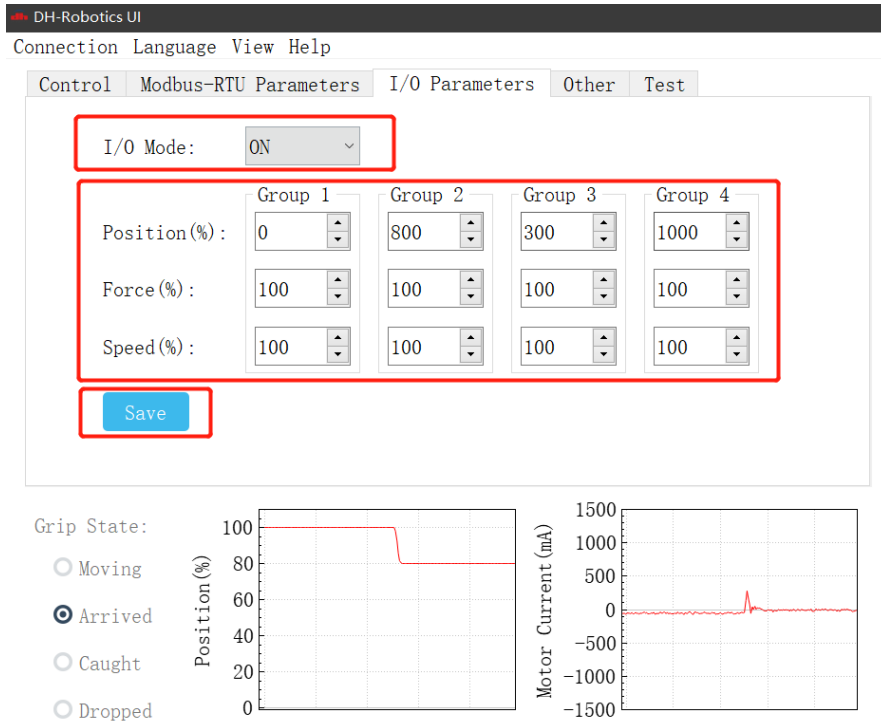 DH-Robotics UI
Connection Language View Help
Control Modbus-RTU Parameters I/O Parameters Other Test
I/O Mode: ON
Group 1 Group 2 Group 3 Group 4
Position(%): 0 800 300 1000
Force(%): 100 100 100 100
Speed(%): 100 100 100 100
Save
Grip State:
Moving
Arrived
Caught
Dropped
Position(%)
100
80
60
40
20
0
Motor Current(mA)
1500
1000
500
0
-500
-1000
-1500